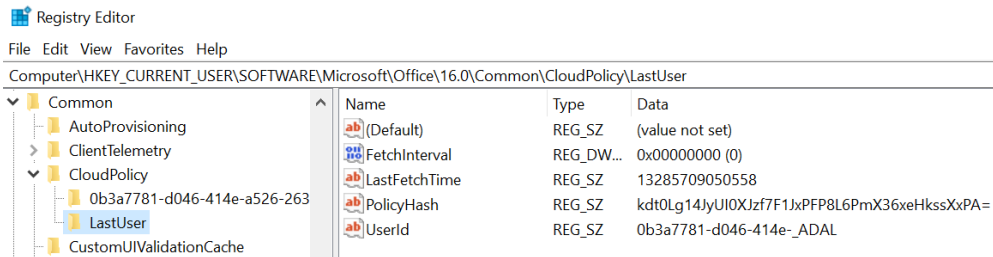 Registry Editor
File Edit View Favorites Help
Computer\HKEY_CURRENT_USER\SOFTWARE\Microsoft\Office\16.0\Common\CloudPolicy\LastUser
Common
AutoProvisioning
ClientTelemetry
CloudPolicy
0b3a7781-d046-414e-a526-263
LastUser
CustomUIValidationCache
Name Type Data
(Default) REG_SZ (value not set)
FetchInterval REG_DW... 0x00000000 (0)
LastFetchTime REG_SZ 13285709050558
PolicyHash REG_SZ kdt0Lg14JyUI0XJzf7F1JxPFP8L6PmX36xeHkssXxPA=
UserId REG_SZ 0b3a7781-d046-414e-_ADAL